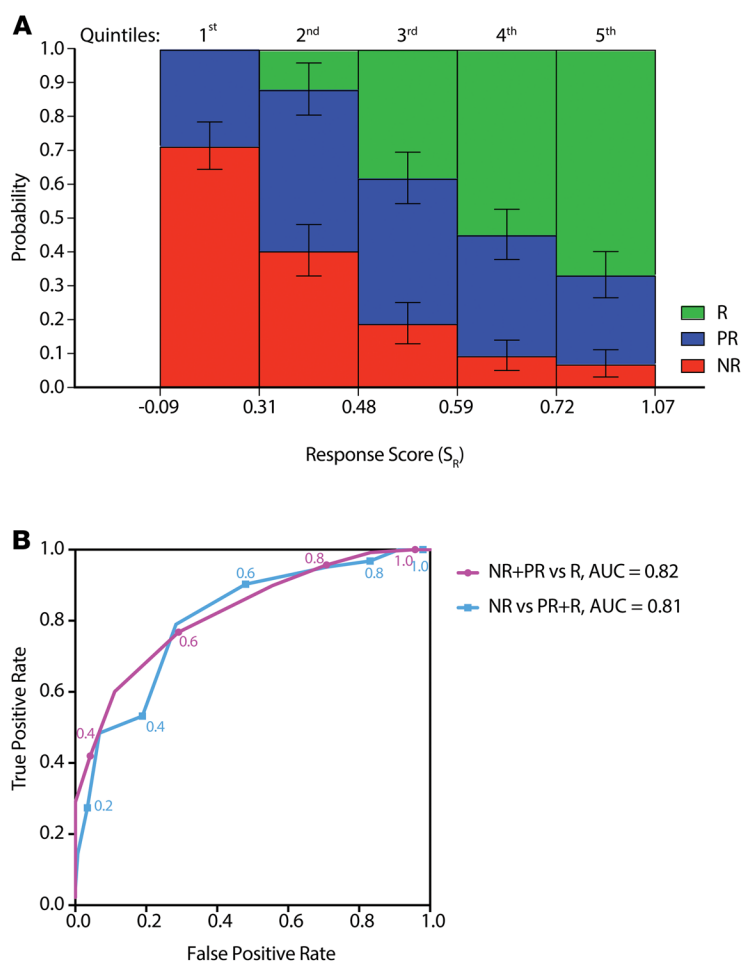 A
Quintiles: 1st 2nd 3rd 4th 5th
1.0
0.9
0.8
0.7
0.6
0.5
0.4
0.3
0.2
0.1
0.0
Probability
-0.09 0.31 0.48 0.59 0.72 1.07
Response Score (SR)
R
PR
NR
B
1.0
0.8
0.6
0.4
0.2
0.0
True Positive Rate
0.8
1.0
1.0
0.6
0.8
0.6
0.4
0.4
0.2
0.0 0.2 0.4 0.6 0.8 1.0
False Positive Rate
NR+PR vs R, AUC = 0.82
NR vs PR+R, AUC = 0.81